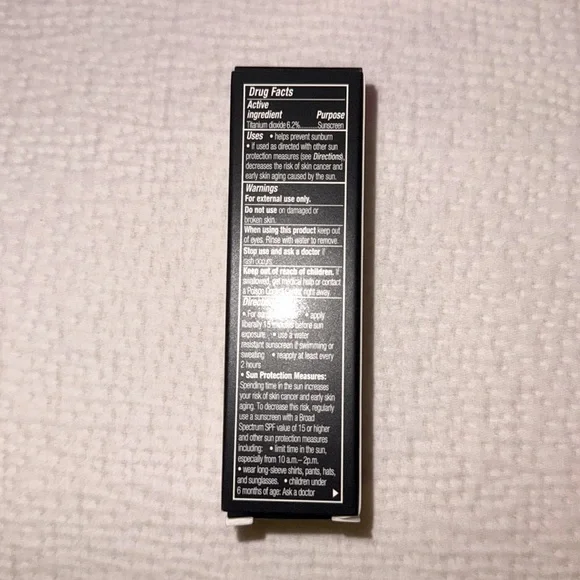 Drug Facts
Active
ingredient Purpose
Titanium dioxide 6.2% Sunscreen
Uses • helps prevent sunburn
• If used as directed with other sun
protection measures (see Directions),
decreases the risk of skin cancer and
early skin aging caused by the sun.
Warnings
For external use only.
Do not use on damaged or
broken skin.
When using this product keep out
of eyes. Rinse with water to remove.
Stop use and ask a doctor if
rash occurs.
Keep out of reach of children. If
swallowed, get medical help or contact
a Poison Control Center right away.
Directions
• For • apply
liberally 15 minutes before sun
exposure • use a water
resistant sunscreen if swimming or
sweating • reapply at least every
2 hours
• Sun Protection Measures:
Spending time in the sun increases
your risk of skin cancer and early skin
aging. To decrease this risk, regularly
use a sunscreen with a Broad
Spectrum SPF value of 15 or higher
and other sun protection measures
including: • limit time in the sun,
especially from 10 a.m.– 2p.m.
• wear long-sleeve shirts, pants, hats,
and sunglasses. • children under
6 months of age: Ask a doctor